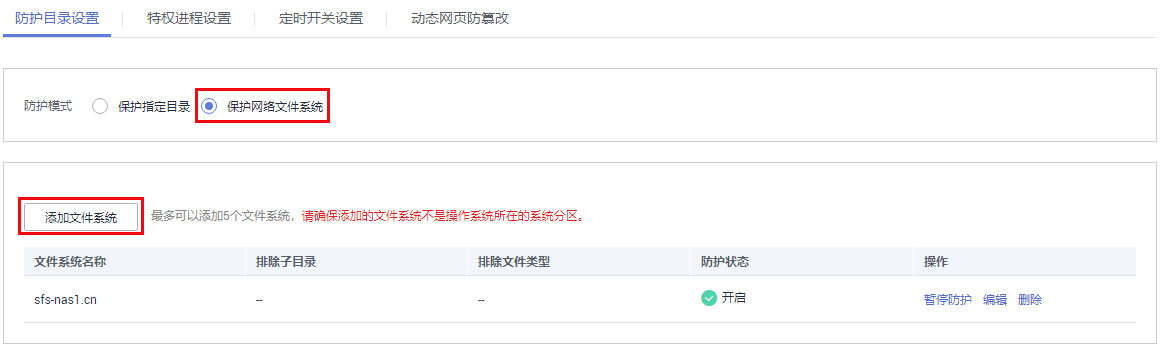 防护目录设置 特权进程设置 定时开关设置 动态网页防篡改
防护模式 保护指定目录 保护网络文件系统
添加文件系统 最多可以添加5个文件系统，请确保添加的文件系统不是操作系统所在的系统分区。
文件系统名称 排除子目录 排除文件类型 防护状态 操作
sfs-nas1.cn -- -- 开启 暂停防护 编辑 删除